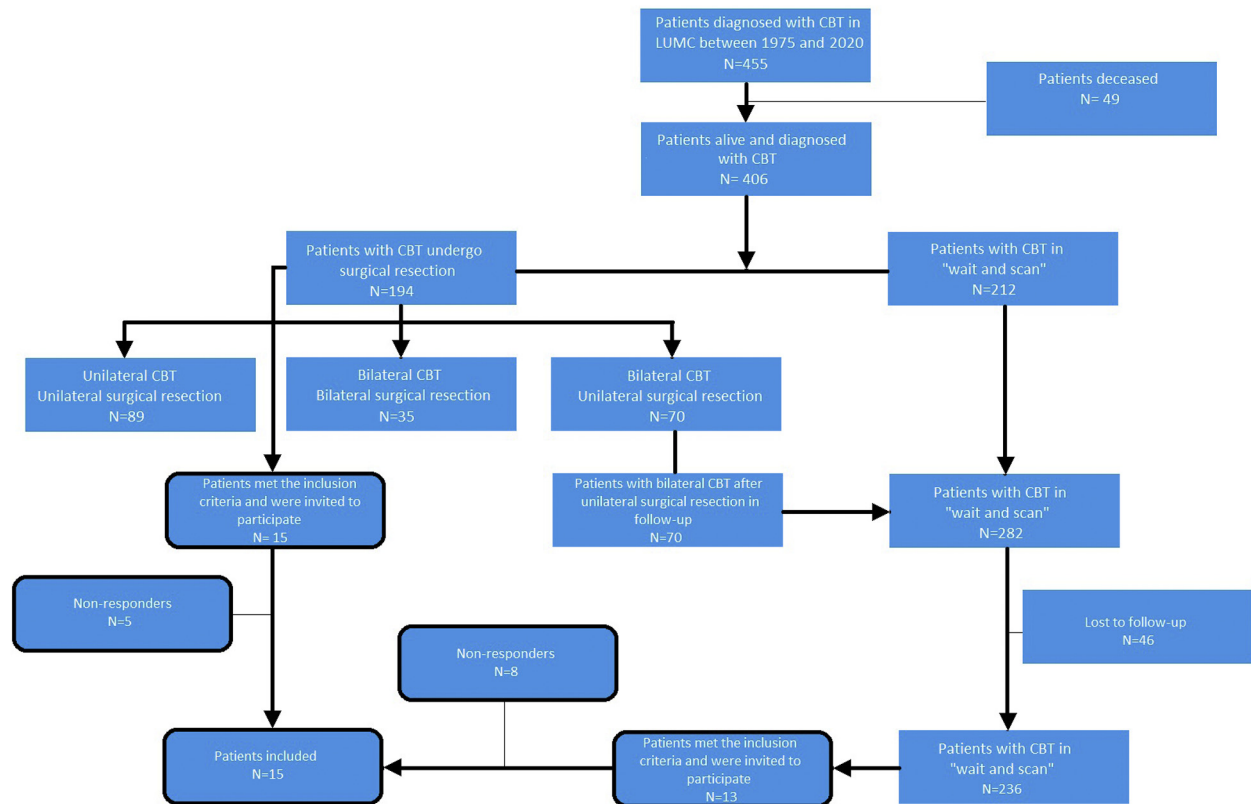 Patients diagnosed with CBT in
LUMC between 1975 and 2020
N=455
Patients deceased
N= 49
Patients alive and diagnosed
with CBT
N= 406
Patients with CBT undergo
surgical resection
N=194
Patients with CBT in
"wait and scan"
N=212
Unilateral CBT
Unilateral surgical resection
N=89
Bilateral CBT
Bilateral surgical resection
N=35
Bilateral CBT
Unilateral surgical resection
N=70
Patients met the inclusion
criteria and were invited to
participate
N= 15
Patients with bilateral CBT after
unilateral surgical resection in
follow-up
N=70
Patients with CBT in
"wait and scan"
N=282
Non-responders
N=5
Non-responders
N=8
Lost to follow-up
N=46
Patients included
N=15
Patients met the inclusion
criteria and were invited to
participate
N=13
Patients with CBT in
"wait and scan"
N=236